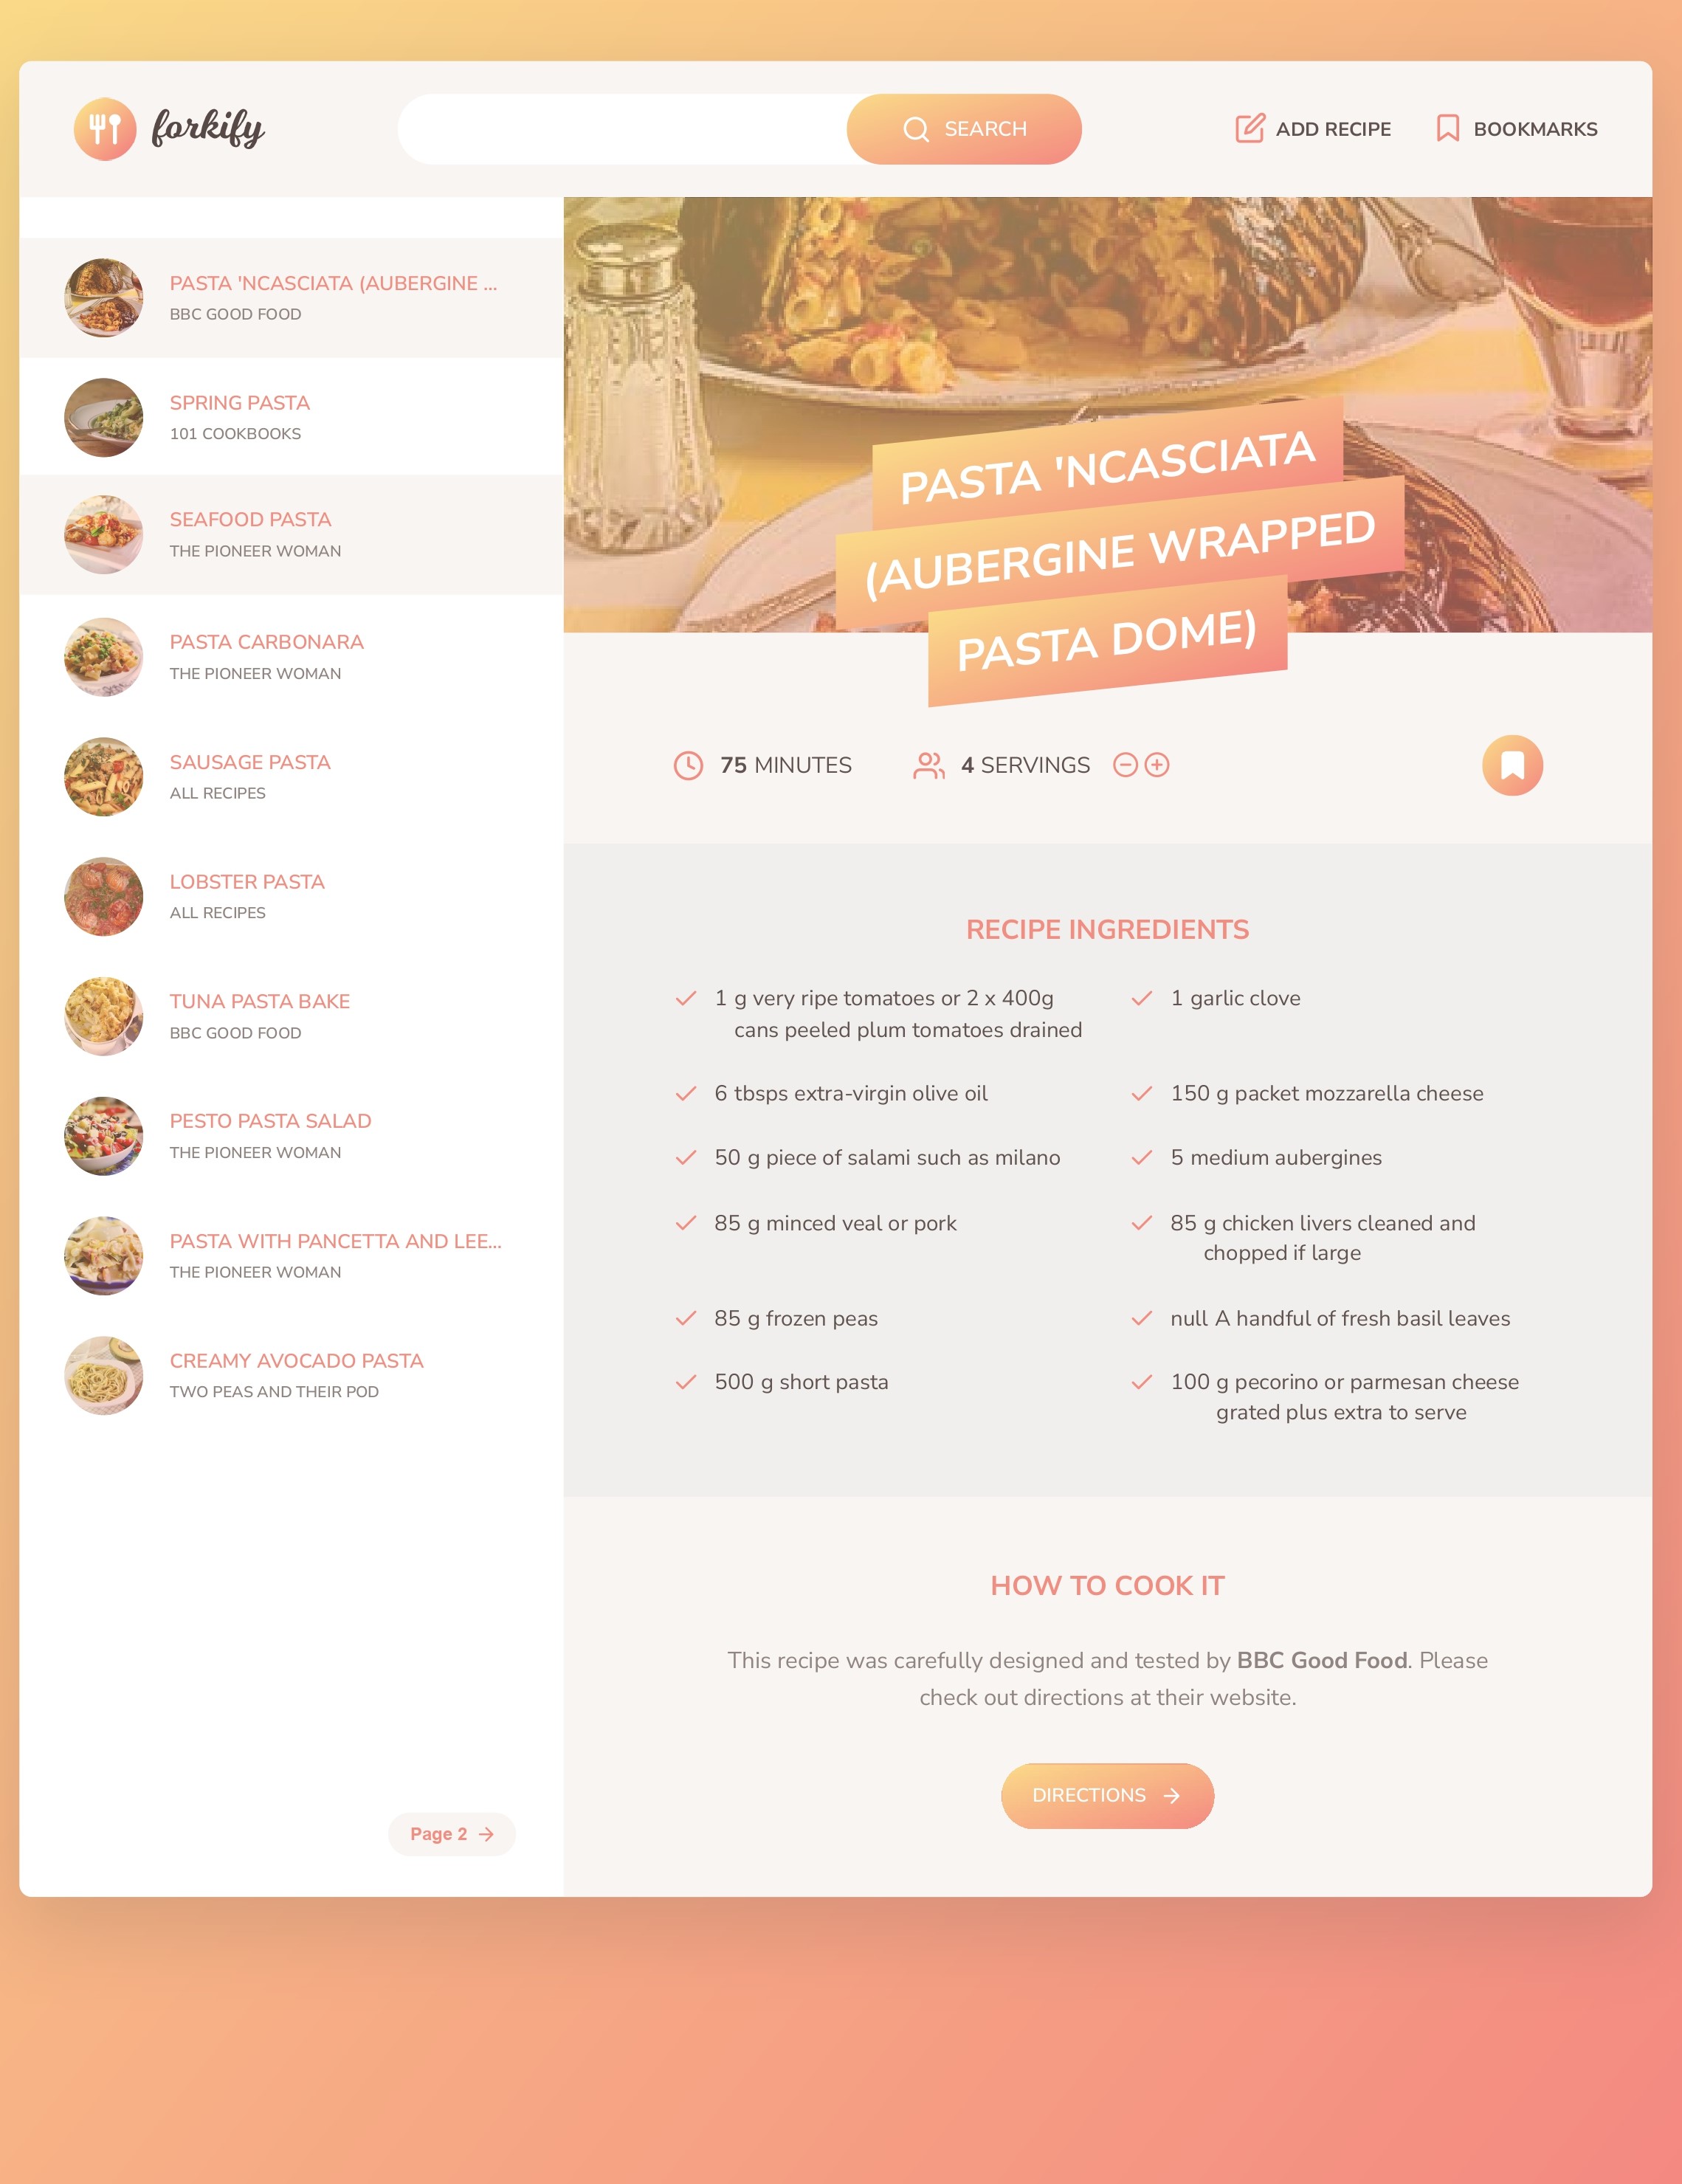 forkify
SEARCH
ADD RECIPE
BOOKMARKS
PASTA 'NCASCIATA (AUBERGINE ...
BBC GOOD FOOD
SPRING PASTA
101 COOKBOOKS
SEAFOOD PASTA
THE PIONEER WOMAN
PASTA CARBONARA
THE PIONEER WOMAN
SAUSAGE PASTA
ALL RECIPES
LOBSTER PASTA
ALL RECIPES
TUNA PASTA BAKE
BBC GOOD FOOD
PESTO PASTA SALAD
THE PIONEER WOMAN
PASTA WITH PANCETTA AND LEE...
THE PIONEER WOMAN
CREAMY AVOCADO PASTA
TWO PEAS AND THEIR POD
Page 2
PASTA 'NCASCIATA
(AUBERGINE WRAPPED
PASTA DOME)
75 MINUTES
4 SERVINGS
RECIPE INGREDIENTS
1 g very ripe tomatoes or 2 x 400g
cans peeled plum tomatoes drained
1 garlic clove
6 tbsps extra-virgin olive oil
150 g packet mozzarella cheese
50 g piece of salami such as milano
5 medium aubergines
85 g minced veal or pork
85 g chicken livers cleaned and
chopped if large
85 g frozen peas
null A handful of fresh basil leaves
500 g short pasta
100 g pecorino or parmesan cheese
grated plus extra to serve
HOW TO COOK IT
This recipe was carefully designed and tested by BBC Good Food. Please
check out directions at their website.
DIRECTIONS